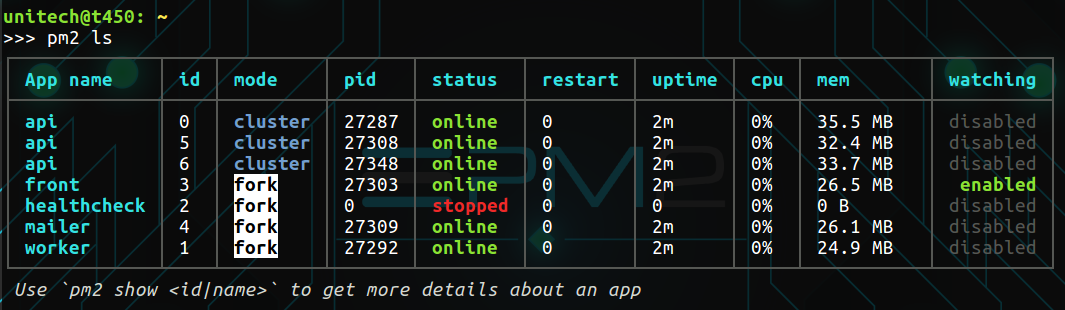 unitech@t450: ~
>>> pm2 ls
App name id mode pid status restart uptime cpu mem watching
api 0 cluster 27287 online 0 2m 0% 35.5 MB disabled
api 5 cluster 27308 online 0 2m 0% 32.4 MB disabled
api 6 cluster 27348 online 0 2m 0% 33.7 MB disabled
front 3 fork 27303 online 0 2m 0% 26.5 MB enabled
healthcheck 2 fork 0 stopped 0 0 0% 0 B disabled
mailer 4 fork 27309 online 0 2m 0% 26.1 MB disabled
worker 1 fork 27292 online 0 2m 0% 24.9 MB disabled
Use `pm2 show <id|name>` to get more details about an app
PM2